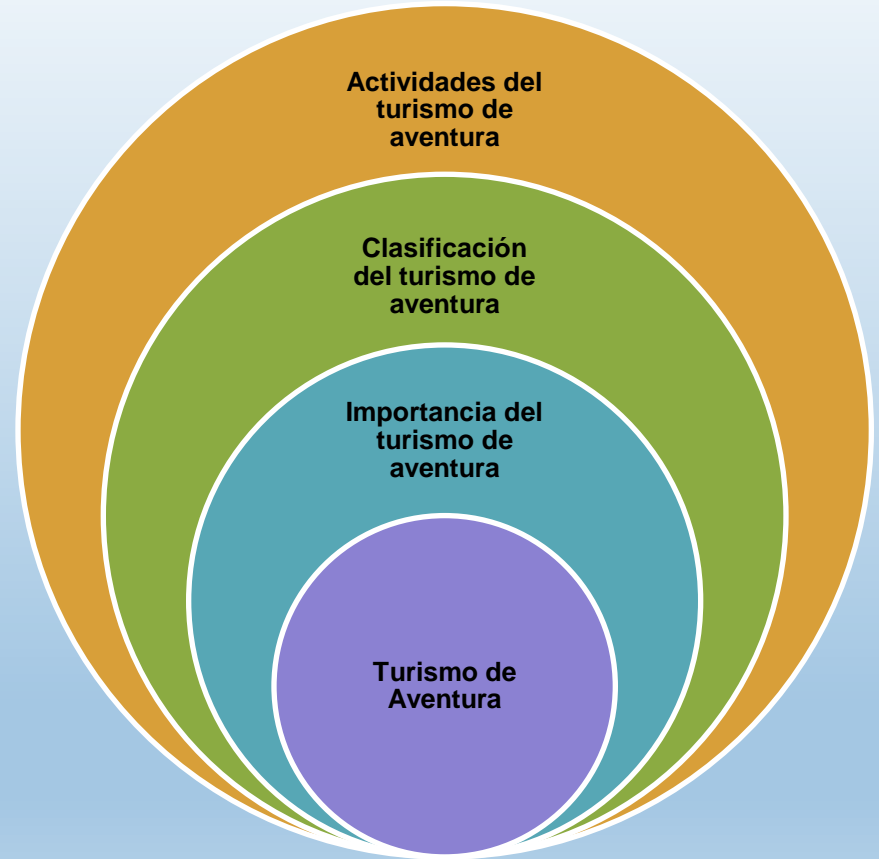 Actividades del
turismo de
aventura
Clasificación
del turismo de
aventura
Importancia del
turismo de
aventura
Turismo de
Aventura